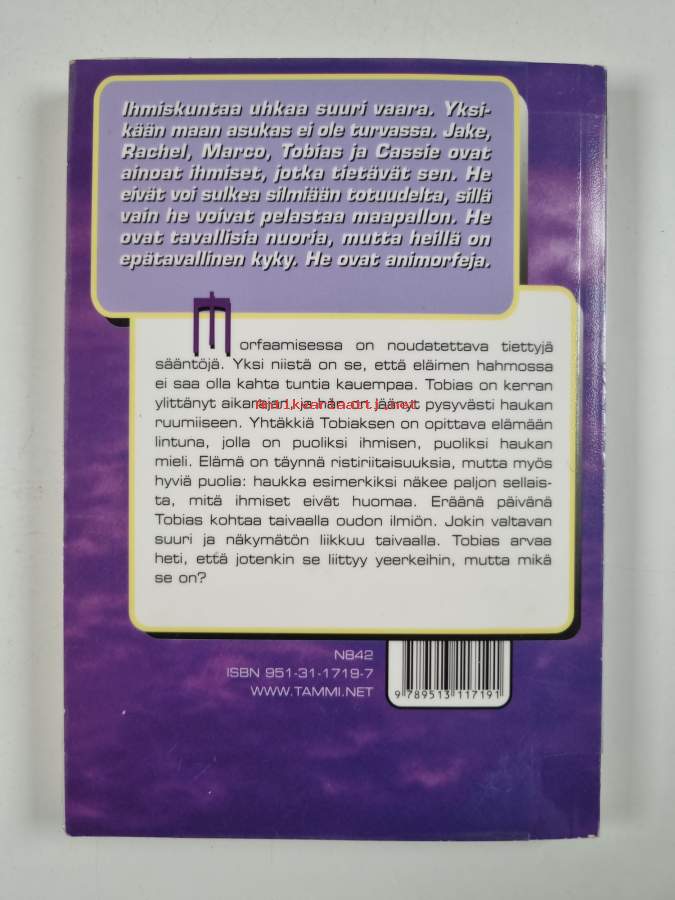 Ihmiskuntaa uhkaa suuri vaara. Yksi-
kään maan asukas ei ole turvassa. Jake,
Rachel, Marco, Tobias ja Cassie ovat
ainoat ihmiset, jotka tietävät sen. He
eivät voi sulkea silmiään totuudelta, sillä
vain he voivat pelastaa maapallon. He
ovat tavallisia nuoria, mutta heillä on
epätavallinen kyky. He ovat animorfeja.
Morfaamisessa on noudatettava tiettyjä
sääntöjä. Yksi niistä on se, että eläimen hahmossa
ei saa olla kahta tuntia kauempaa. Tobias on kerran
ylittänyt aikarajan, ja hän on jäänyt pysyvästi haukan
ruumiiseen. Yhtäkkiä Tobiaksen on opittava elämään
lintuna, jolla on puoliksi ihmisen, puoliksi haukan
mieli. Elämä on täynnä ristiriitaisuuksia, mutta myös
hyviä puolia: haukka esimerkiksi näkee paljon sellais-
ta, mitä ihmiset eivät huomaa. Eräänä päivänä
Tobias kohtaa taivaalla oudon ilmiön. Jokin valtavan
suuri ja näkymätön liikkuu taivaalla. Tobias arvaa
heti, että jotenkin se liittyy yeerkeihin, mutta mikä
se on?
N842
ISBN 951-31-1719-7
WWW.TAMMI.NET
9 789513 117191